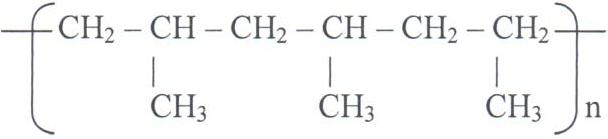 CH₂ – CH – CH₂ – CH – CH₂ – CH₂
CH₃ CH₃ CH₃ n